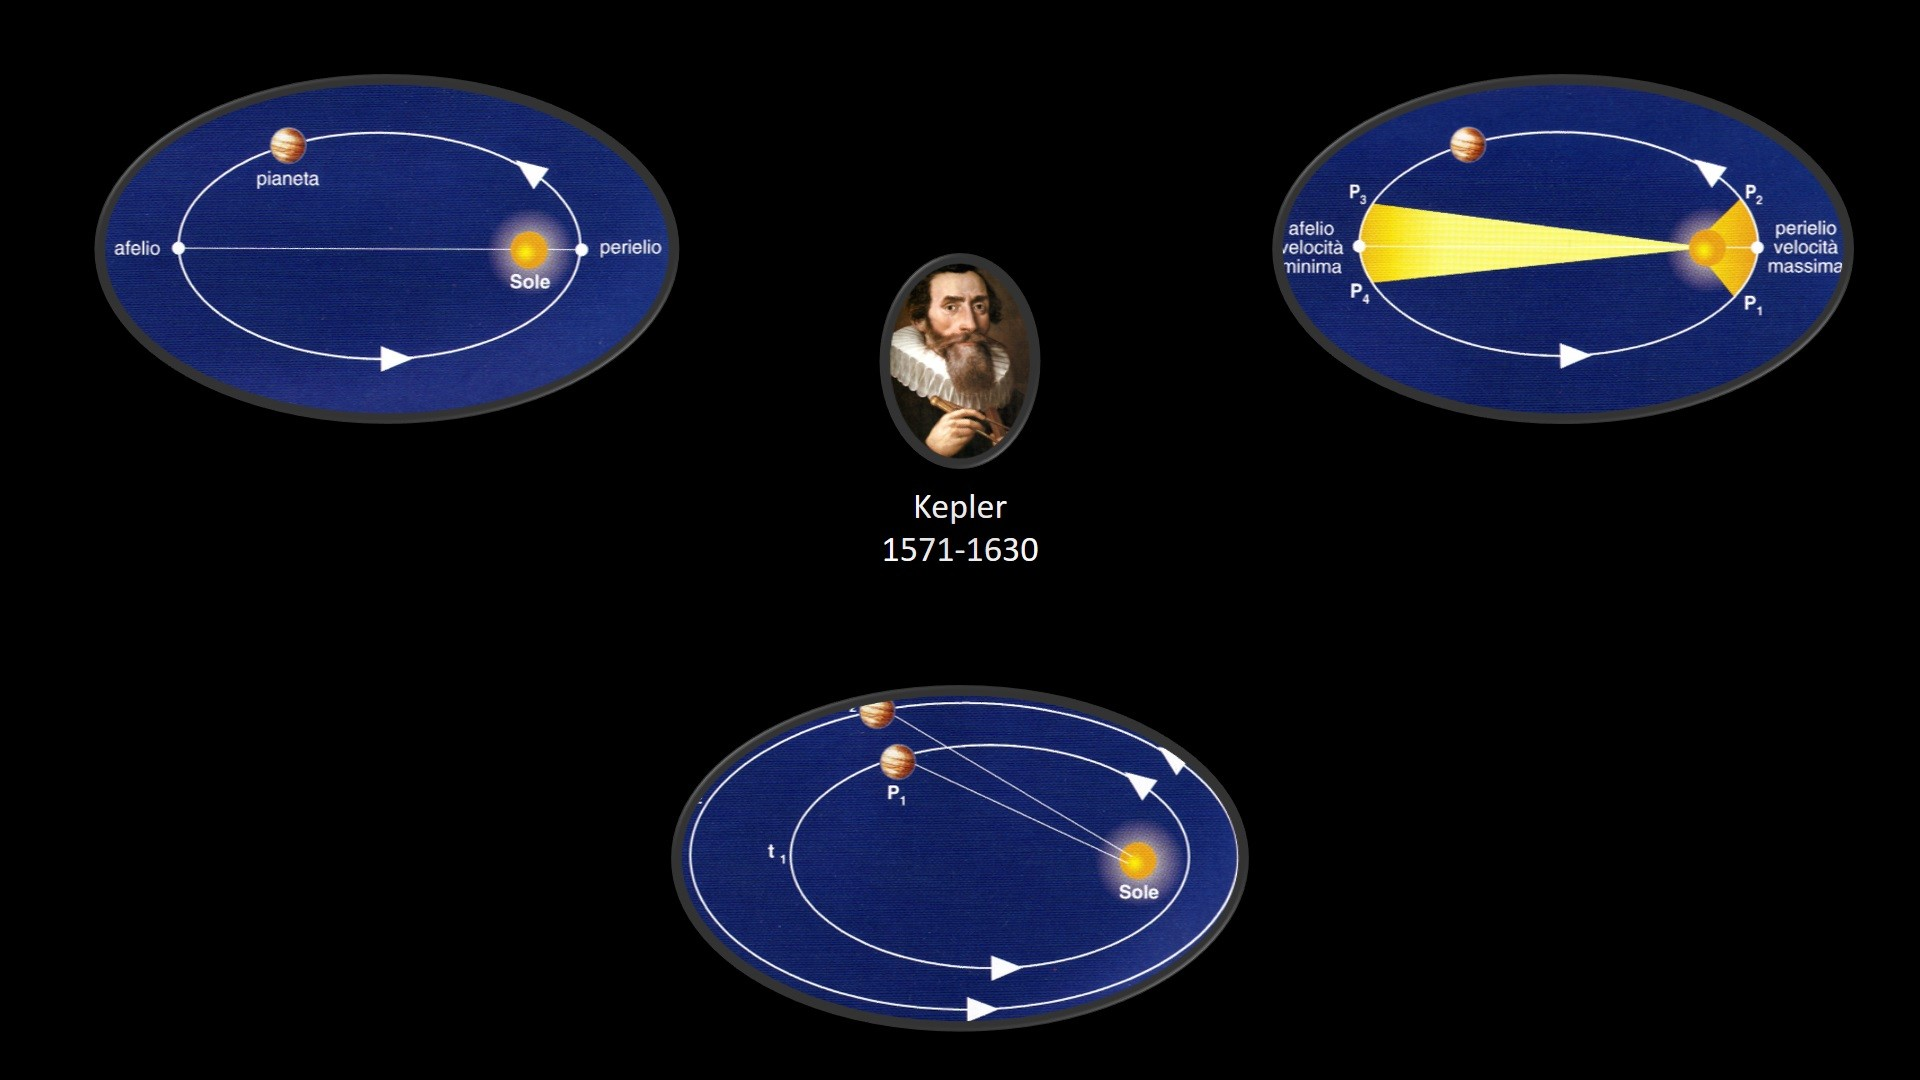 pianeta
afelio
perielio
Sole
P3
P2
afelio
velocità
minima
perielio
velocità
massima
P4
P1
Kepler
1571-1630
2
P1
t 1
Sole